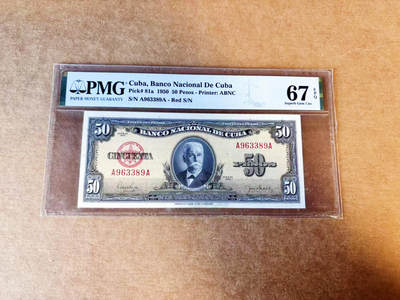 PMG
PAPER MONEY GUARANTY
Cuba, Banco Nacional De Cuba
Pick# 81a 1950 50 Pesos - Printer: ABNC
S/N A963389A - Red S/N
67 EPQ
Superb Gem Unc
50 BANCO NACIONAL DE CUBA 50
CINCUENTA
A963389A
50
PESOS
A963389A
50 50